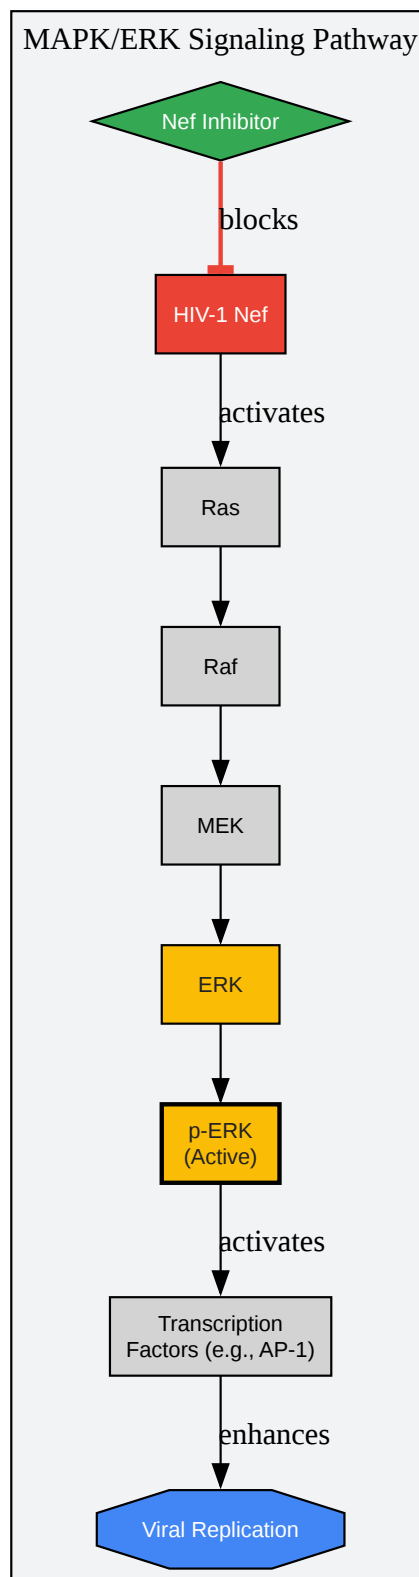 MAPK/ERK Signaling Pathway
Nef Inhibitor
blocks
HIV-1 Nef
activates
Ras
Raf
MEK
ERK
p-ERK
(Active)
activates
Transcription
Factors (e.g., AP-1)
enhances
Viral Replication